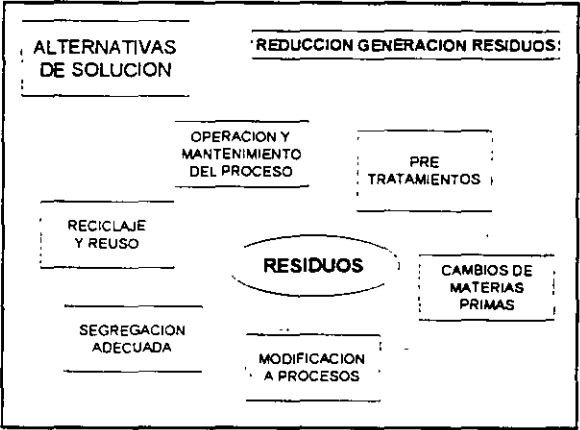 ALTERNATIVAS
DE SOLUCION
REDUCCION GENERACION RESIDUOS
OPERACION Y
MANTENIMIENTO
DEL PROCESO
PRE
TRATAMIENTOS
RECICLAJE
Y REUSO
RESIDUOS
CAMBIOS DE
MATERIAS
PRIMAS
SEGREGACION
ADECUADA
MODIFICACION
A PROCESOS